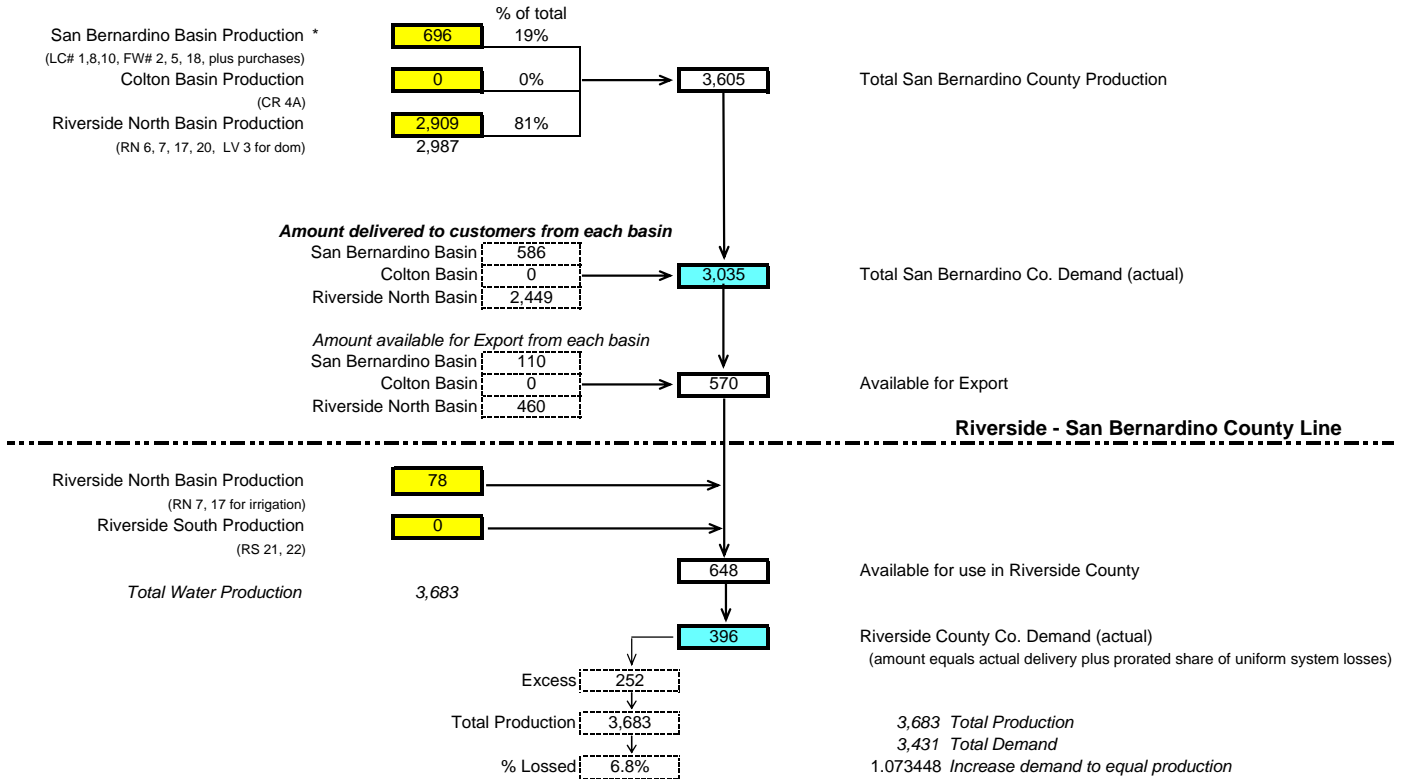 % of total
San Bernardino Basin Production * 696 19%
(LC# 1,8,10, FW# 2, 5, 18, plus purchases)
Colton Basin Production 0 0% 3,605 Total San Bernardino County Production
(CR 4A)
Riverside North Basin Production 2,909 81%
(RN 6, 7, 17, 20, LV 3 for dom) 2,987
Amount delivered to customers from each basin
San Bernardino Basin 586
Colton Basin 0 3,035 Total San Bernardino Co. Demand (actual)
Riverside North Basin 2,449
Amount available for Export from each basin
San Bernardino Basin 110
Colton Basin 0 570 Available for Export
Riverside North Basin 460
Riverside - San Bernardino County Line
Riverside North Basin Production 78
(RN 7, 17 for irrigation)
Riverside South Production 0
(RS 21, 22)
648 Available for use in Riverside County
Total Water Production 3,683
396 Riverside County Co. Demand (actual)
(amount equals actual delivery plus prorated share of uniform system losses)
Excess 252
Total Production 3,683 3,683 Total Production
3,431 Total Demand
% Lossed 6.8% 1.073448 Increase demand to equal production